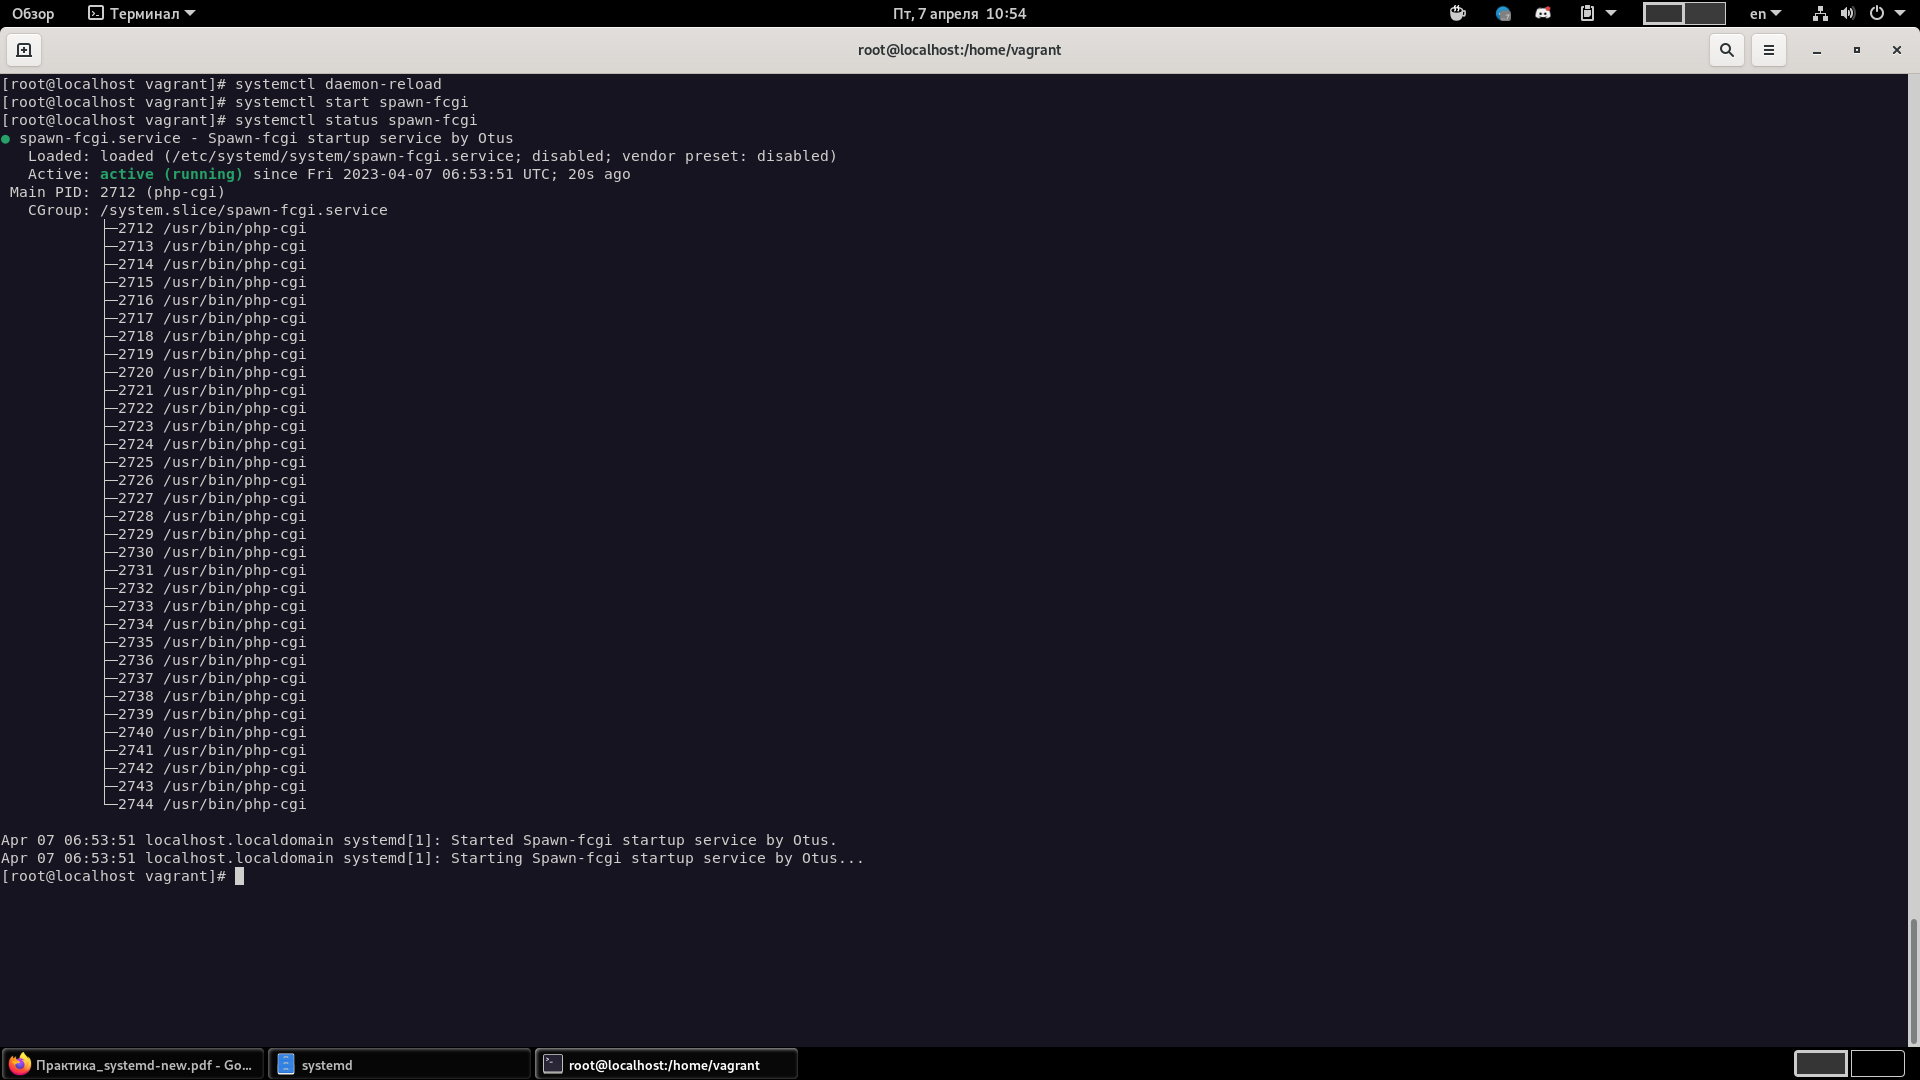 Обзор Терминал Пт, 7 апреля 10:54 en
root@localhost:/home/vagrant
[root@localhost vagrant]# systemctl daemon-reload
[root@localhost vagrant]# systemctl start spawn-fcgi
[root@localhost vagrant]# systemctl status spawn-fcgi
● spawn-fcgi.service - Spawn-fcgi startup service by Otus
   Loaded: loaded (/etc/systemd/system/spawn-fcgi.service; disabled; vendor preset: disabled)
   Active: active (running) since Fri 2023-04-07 06:53:51 UTC; 20s ago
 Main PID: 2712 (php-cgi)
   CGroup: /system.slice/spawn-fcgi.service
           ├─2712 /usr/bin/php-cgi
           ├─2713 /usr/bin/php-cgi
           ├─2714 /usr/bin/php-cgi
           ├─2715 /usr/bin/php-cgi
           ├─2716 /usr/bin/php-cgi
           ├─2717 /usr/bin/php-cgi
           ├─2718 /usr/bin/php-cgi
           ├─2719 /usr/bin/php-cgi
           ├─2720 /usr/bin/php-cgi
           ├─2721 /usr/bin/php-cgi
           ├─2722 /usr/bin/php-cgi
           ├─2723 /usr/bin/php-cgi
           ├─2724 /usr/bin/php-cgi
           ├─2725 /usr/bin/php-cgi
           ├─2726 /usr/bin/php-cgi
           ├─2727 /usr/bin/php-cgi
           ├─2728 /usr/bin/php-cgi
           ├─2729 /usr/bin/php-cgi
           ├─2730 /usr/bin/php-cgi
           ├─2731 /usr/bin/php-cgi
           ├─2732 /usr/bin/php-cgi
           ├─2733 /usr/bin/php-cgi
           ├─2734 /usr/bin/php-cgi
           ├─2735 /usr/bin/php-cgi
           ├─2736 /usr/bin/php-cgi
           ├─2737 /usr/bin/php-cgi
           ├─2738 /usr/bin/php-cgi
           ├─2739 /usr/bin/php-cgi
           ├─2740 /usr/bin/php-cgi
           ├─2741 /usr/bin/php-cgi
           ├─2742 /usr/bin/php-cgi
           ├─2743 /usr/bin/php-cgi
           └─2744 /usr/bin/php-cgi
Apr 07 06:53:51 localhost.localdomain systemd[1]: Started Spawn-fcgi startup service by Otus.
Apr 07 06:53:51 localhost.localdomain systemd[1]: Starting Spawn-fcgi startup service by Otus...
[root@localhost vagrant]#
Практика_systemd-new.pdf - Go... systemd root@localhost:/home/vagrant